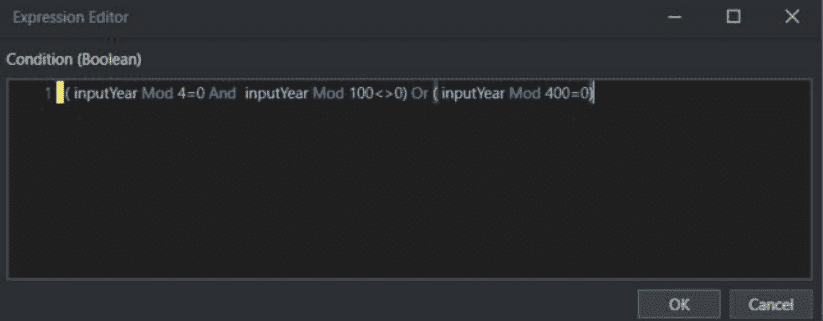 Expression Editor
Condition (Boolean)
1 ( inputYear Mod 4=0 And  inputYear Mod 100<>0) Or ( inputYear Mod 400=0)
OK Cancel